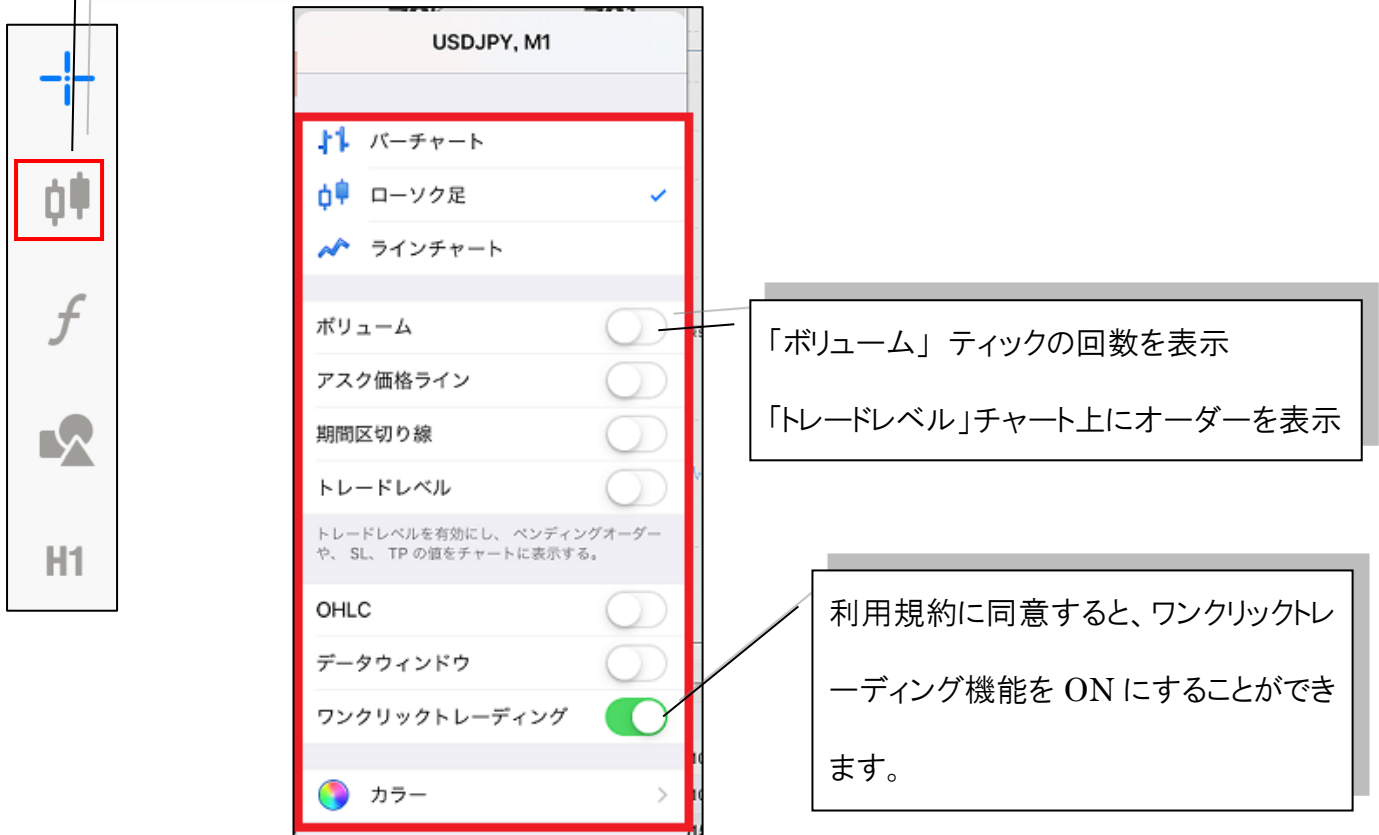 USDJPY, M1
バーチャート
ローソク足
ラインチャート
ボリューム
アスク価格ライン
期間区切り線
トレードレベル
トレードレベルを有効にし、 ペンディングオーダー
や、 SL、 TP の値をチャートに表示する。
OHLC
データウィンドウ
ワンクリックトレーディング
カラー
f
H1
「ボリューム」 ティックの回数を表示
「トレードレベル」チャート上にオーダーを表示
利用規約に同意すると、ワンクリックトレ
ーディング機能を ON にすることができ
ます。